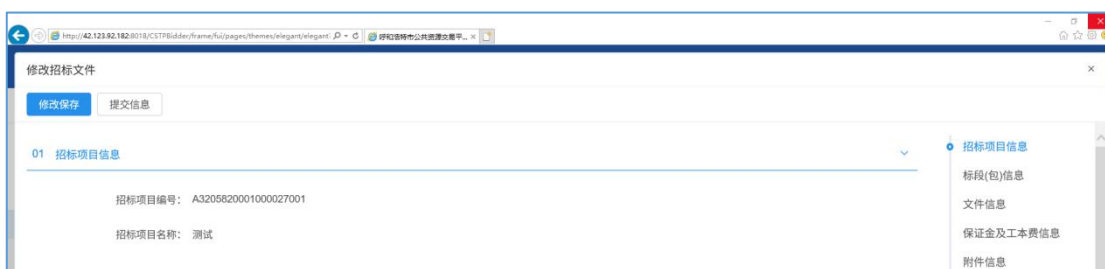 http://42.123.92.182:8018/CSTPBidder/frame/fui/pages/themes/elegant/elegant. 呼和浩特市公共资源交易平...
修改招标文件
修改保存 提交信息
01 招标项目信息
招标项目信息
标段(包)信息
招标项目编号： A3205820001000027001
文件信息
招标项目名称： 测试
保证金及工本费信息
附件信息